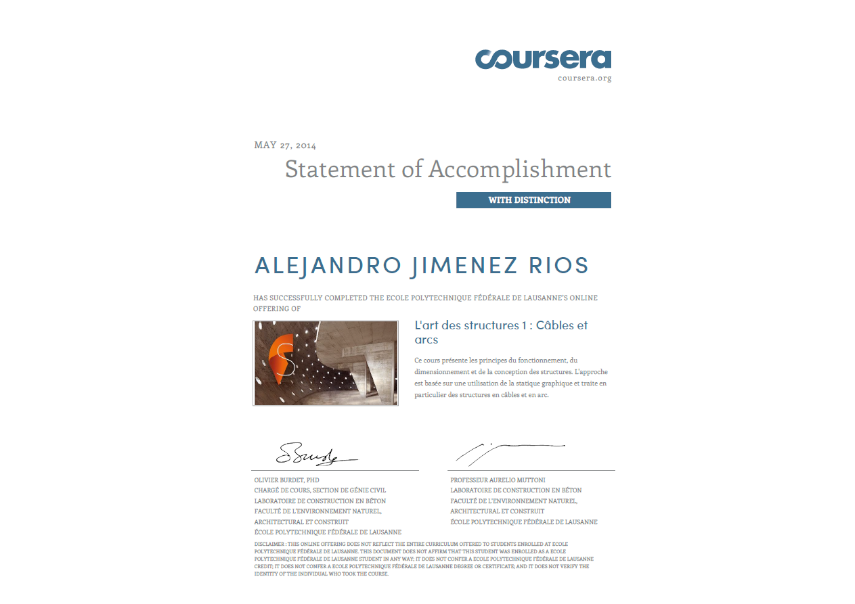 coursera
coursera.org
MAY 27, 2014
Statement of Accomplishment
WITH DISTINCTION
ALEJANDRO JIMENEZ RIOS
HAS SUCCESSFULLY COMPLETED THE ECOLE POLYTECHNIQUE FÉDÉRALE DE LAUSANNE'S ONLINE
OFFERING OF
L'art des structures 1 : Câbles et
arcs
Ce cours présente les principes du fonctionnement, du
dimensionnement et de la conception des structures. L'approche
est basée sur une utilisation de la statique graphique et traite en
particulier des structures en câbles et en arc.
OLIVIER BURDET, PHD
CHARGÉ DE COURS, SECTION DE GÉNIE CIVIL
LABORATOIRE DE CONSTRUCTION EN BÉTON
FACULTÉ DE L'ENVIRONNEMENT NATUREL,
ARCHITECTURAL ET CONSTRUIT
ÉCOLE POLYTECHNIQUE FÉDÉRALE DE LAUSANNE
PROFESSEUR AURELIO MUTTONI
LABORATOIRE DE CONSTRUCTION EN BÉTON
FACULTÉ DE L'ENVIRONNEMENT NATUREL,
ARCHITECTURAL ET CONSTRUIT
ÉCOLE POLYTECHNIQUE FÉDÉRALE DE LAUSANNE
DISCLAIMER : THIS ONLINE OFFERING DOES NOT REFLECT THE ENTIRE CURRICULUM OFFERED TO STUDENTS ENROLLED AT ECOLE
POLYTECHNIQUE FÉDÉRALE DE LAUSANNE. THIS DOCUMENT DOES NOT AFFIRM THAT THIS STUDENT WAS ENROLLED AS A ECOLE
POLYTECHNIQUE FÉDÉRALE DE LAUSANNE STUDENT IN ANY WAY; IT DOES NOT CONFER A ECOLE POLYTECHNIQUE FÉDÉRALE DE LAUSANNE
CREDIT; IT DOES NOT CONFER A ECOLE POLYTECHNIQUE FÉDÉRALE DE LAUSANNE DEGREE OR CERTIFICATE; AND IT DOES NOT VERIFY THE
IDENTITY OF THE INDIVIDUAL WHO TOOK THE COURSE.